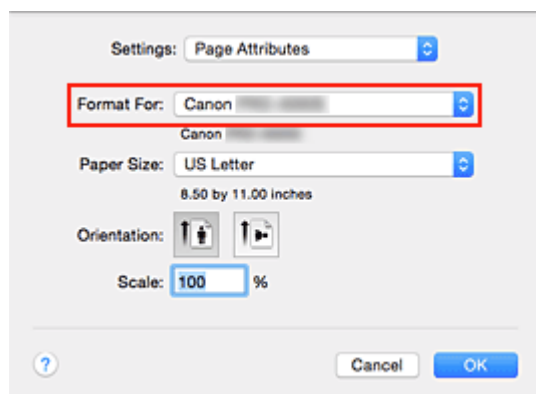 Settings: Page Attributes
Format For: Canon
Canon
Paper Size: US Letter
8.50 by 11.00 inches
Orientation:
Scale: 100 %
? Cancel OK